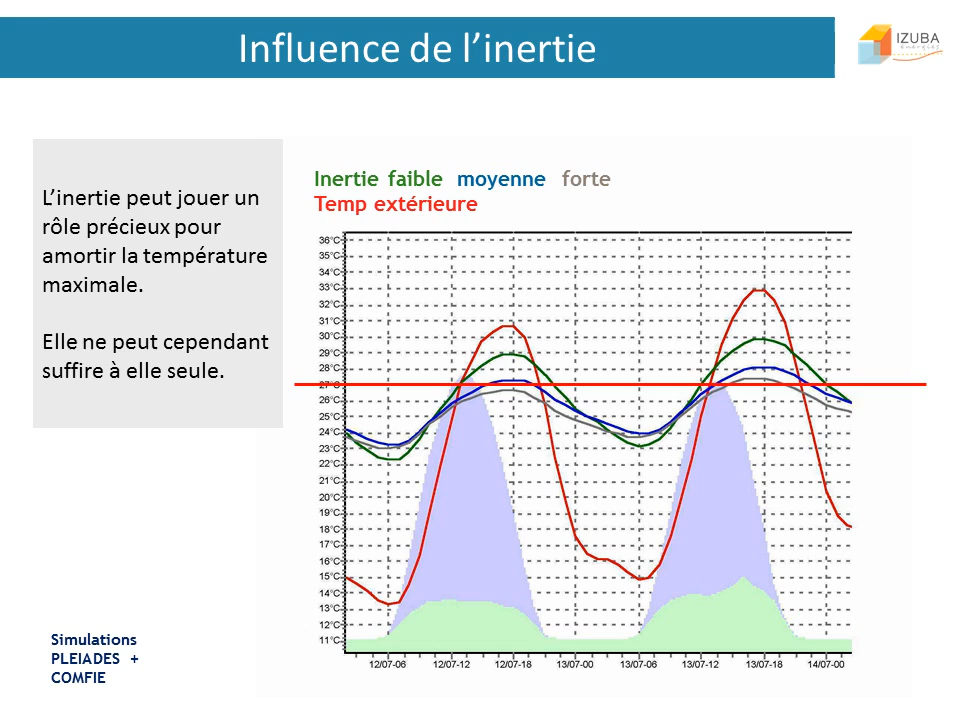 Influence de l’inertie
IZUBA
énergies
L’inertie peut jouer un
rôle précieux pour
amortir la température
maximale.
Elle ne peut cependant
suffire à elle seule.
Inertie faible moyenne forte
Temp extérieure
36°C
35°C
34°C
33°C
32°C
31°C
30°C
29°C
28°C
27°C
26°C
25°C
24°C
23°C
22°C
21°C
20°C
19°C
18°C
17°C
16°C
15°C
14°C
13°C
12°C
11°C
12/07-06 12/07-12 12/07-18 13/07-00 13/07-06 13/07-12 13/07-18 14/07-00
Simulations
PLEIADES +
COMFIE